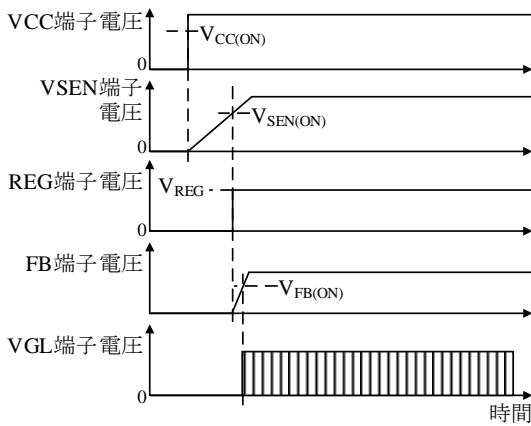 VCC端子電圧
VCC(ON)
0
VSEN端子
電圧
VSEN(ON)
0
REG端子電圧
VREG
0
FB端子電圧
VFB(ON)
0
VGL端子電圧
0
時間